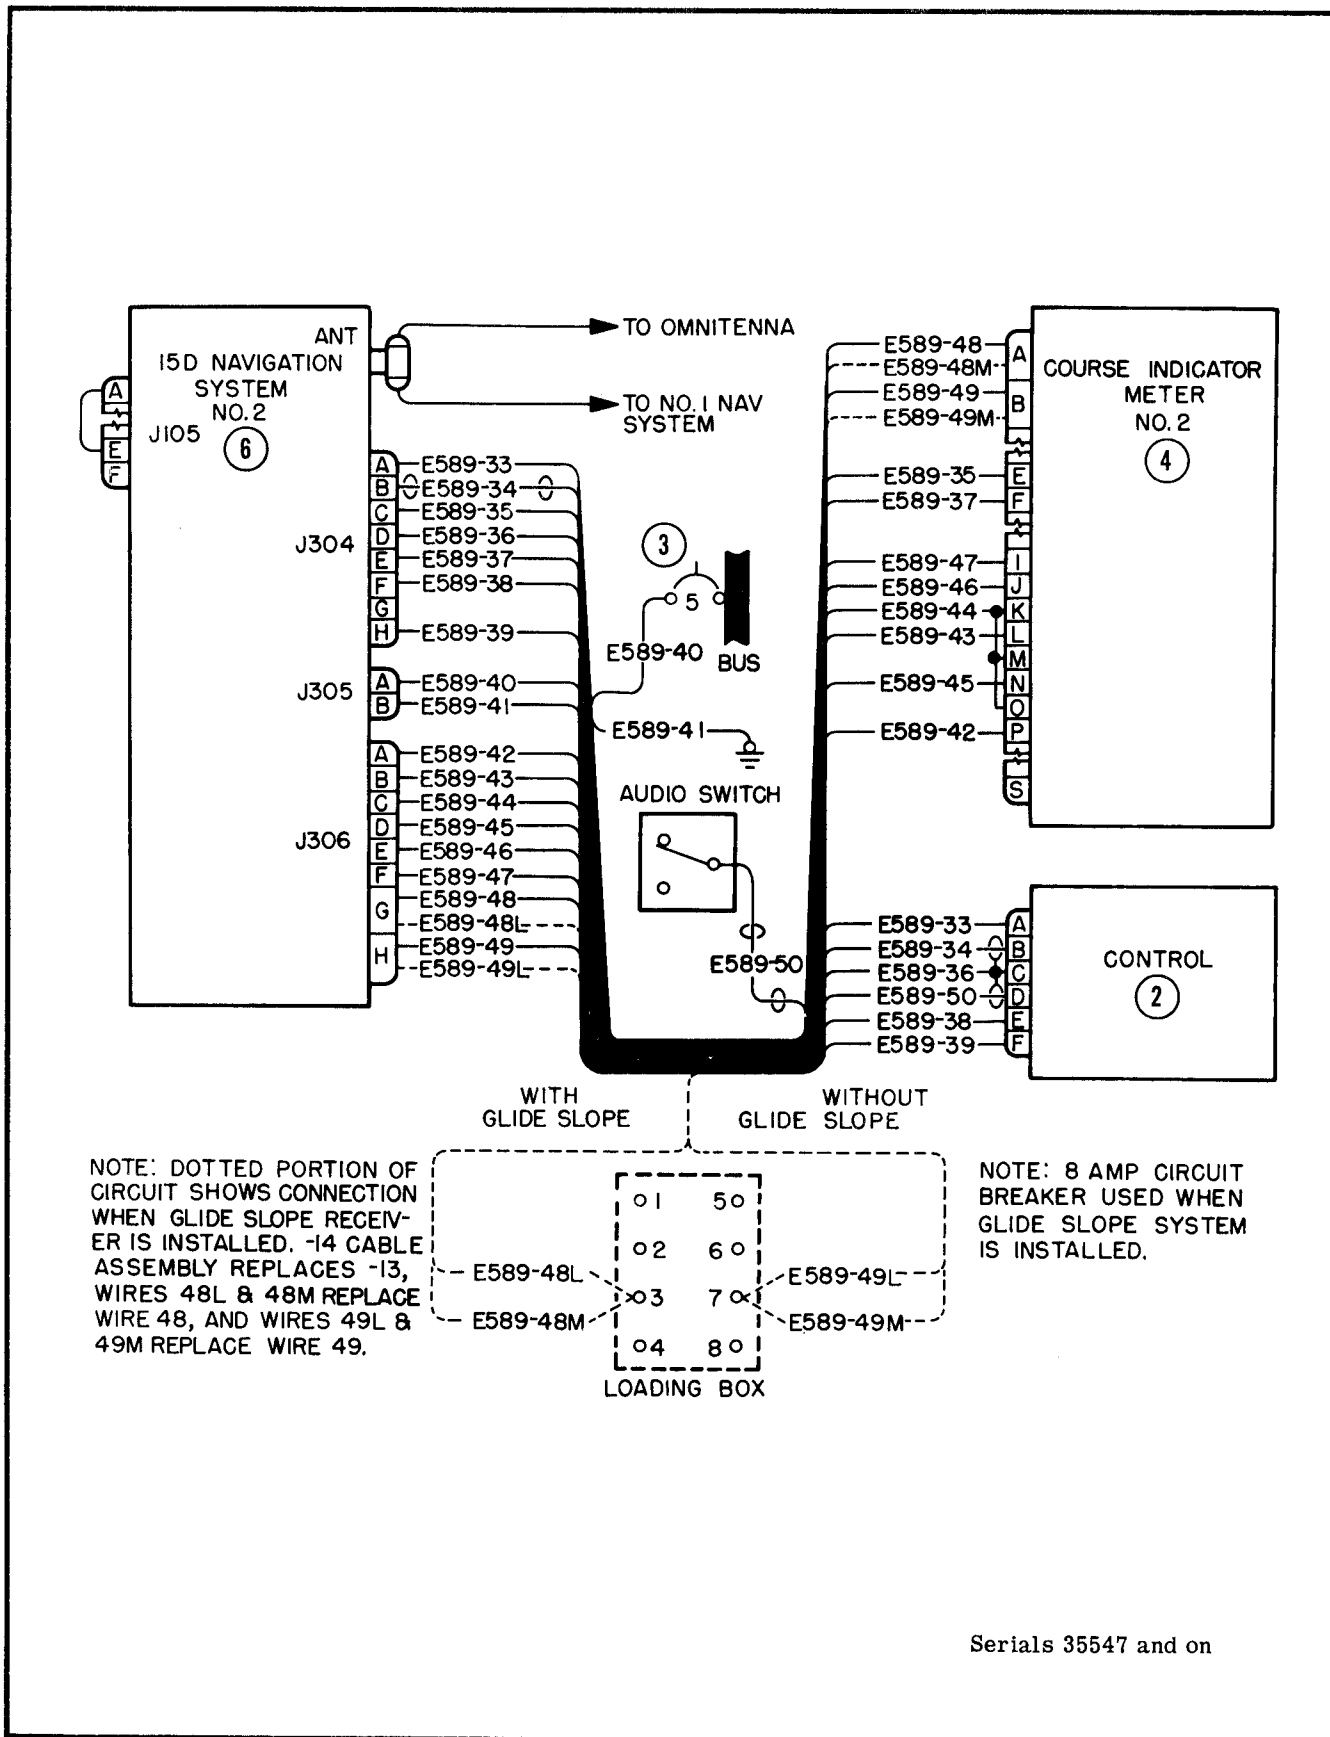 ANT
15D NAVIGATION
SYSTEM
NO. 2
6
J105
A
E
F
TO OMNITENNA
TO NO. 1 NAV
SYSTEM
J304
A E589-33
B E589-34
C E589-35
D E589-36
E E589-37
F E589-38
G
H E589-39
J305
A E589-40
B E589-41
J306
A E589-42
B E589-43
C E589-44
D E589-45
E E589-46
F E589-47
G E589-48
E589-48L
H E589-49
E589-49L
3
5
E589-40
BUS
E589-41
AUDIO SWITCH
E589-50
E589-48 A
E589-48M
E589-49 B
E589-49M
E589-35 E
E589-37 F
E589-47 I
E589-46 J
E589-44 K
E589-43 L
M
E589-45 N
O
E589-42 P
S
COURSE INDICATOR
METER
NO. 2
4
E589-33 A
E589-34 B
E589-36 C
E589-50 D
E589-38 E
E589-39 F
CONTROL
2
WITH
GLIDE SLOPE
WITHOUT
GLIDE SLOPE
NOTE: DOTTED PORTION OF
CIRCUIT SHOWS CONNECTION
WHEN GLIDE SLOPE RECEIV-
ER IS INSTALLED. -14 CABLE
ASSEMBLY REPLACES -13,
WIRES 48L & 48M REPLACE
WIRE 48, AND WIRES 49L &
49M REPLACE WIRE 49.
E589-48L
E589-48M
1 5
2 6
3 7
4 8
E589-49L
E589-49M
LOADING BOX
NOTE: 8 AMP CIRCUIT
BREAKER USED WHEN
GLIDE SLOPE SYSTEM
IS INSTALLED.
Serials 35547 and on